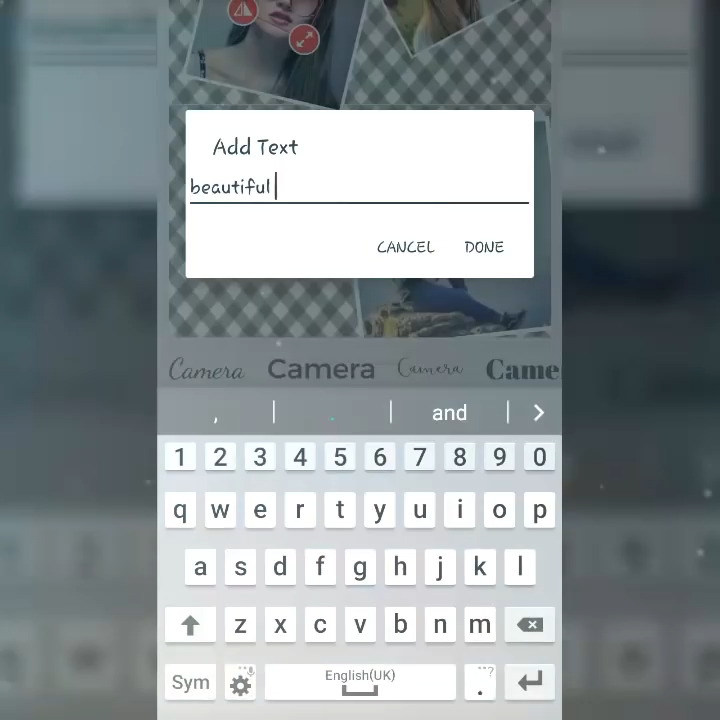 Add Text
beautiful
CANCEL DONE
Camera Camera Camera Came
, . and >
1 2 3 4 5 6 7 8 9 0
q w e r t y u i o p
a s d f g h j k l
z x c v b n m
Sym English(UK) . ...?